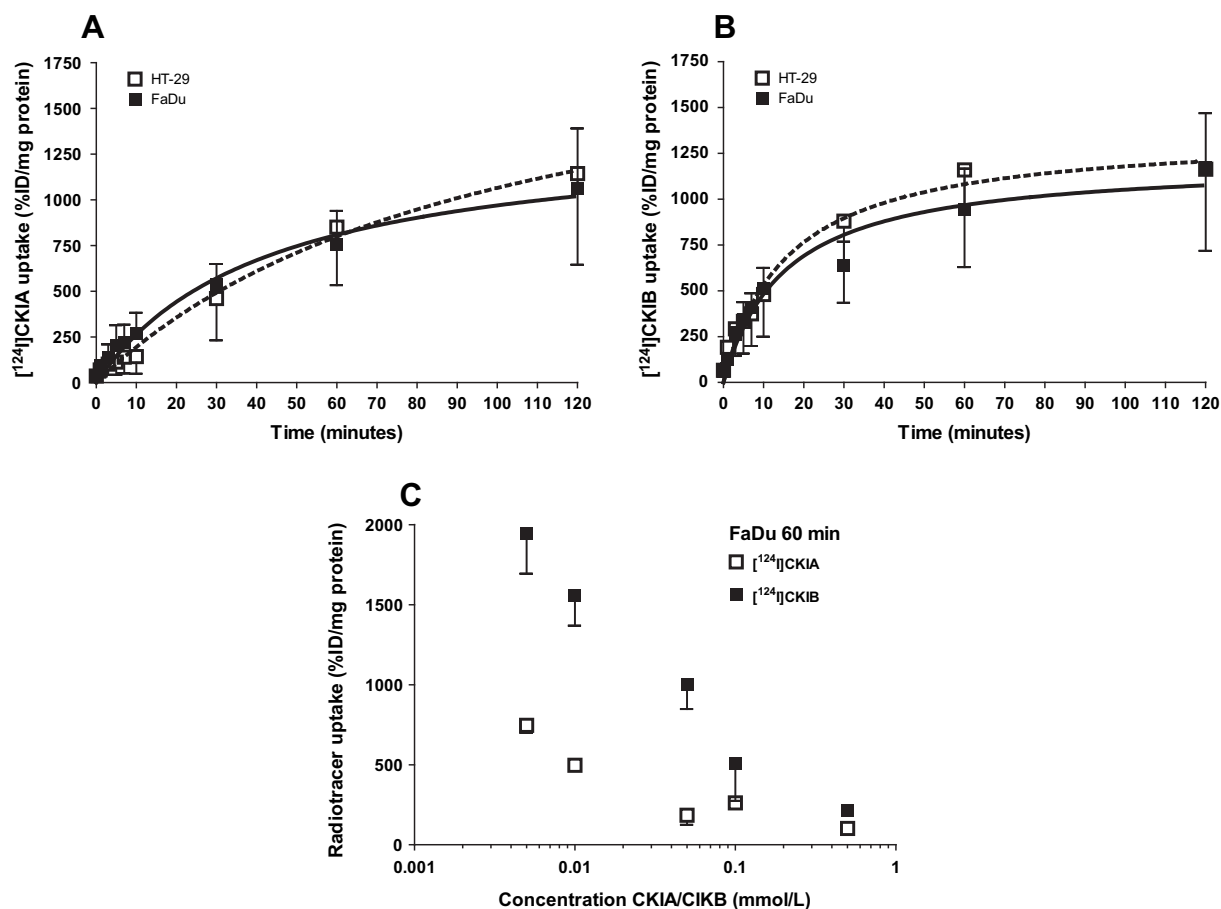 A
[¹²⁴I]CKIA uptake (%ID/mg protein)
1750
1500
1250
1000
750
500
250
0
HT-29
FaDu
0 10 20 30 40 50 60 70 80 90 100 110 120
Time (minutes)
B
[¹²⁴I]CKIB uptake (%ID/mg protein)
1750
1500
1250
1000
750
500
250
0
HT-29
FaDu
0 10 20 30 40 50 60 70 80 90 100 110 120
Time (minutes)
C
Radiotracer uptake (%ID/mg protein)
2000
1500
1000
500
0
FaDu 60 min
[¹²⁴I]CKIA
[¹²⁴I]CKIB
0.001 0.01 0.1 1
Concentration CKIA/CIKB (mmol/L)